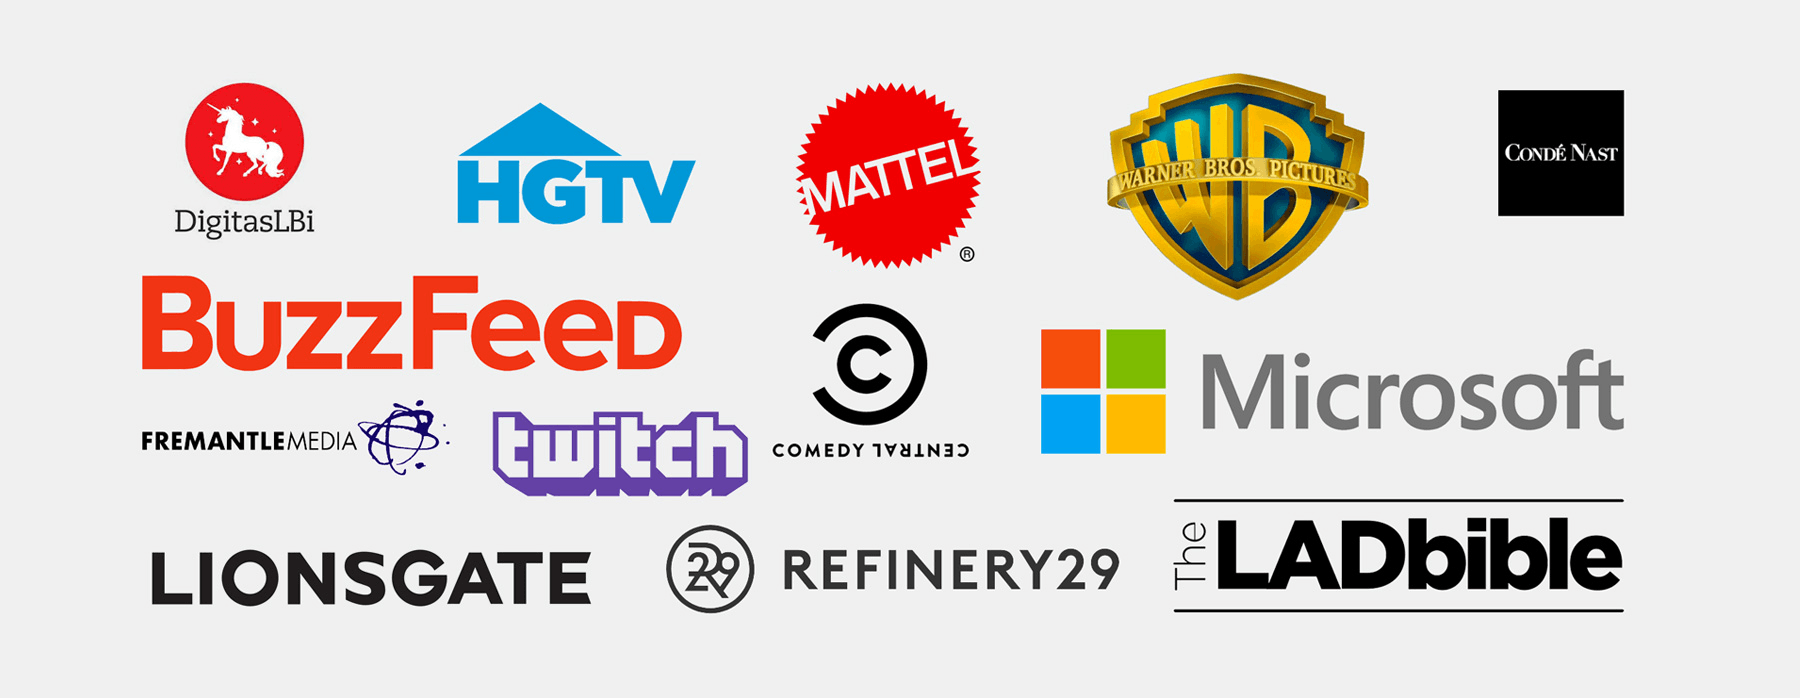 DigitasLBi
HGTV
MATTEL
®
WB
WARNER BROS. PICTURES
CONDÉ NAST
BUZZFEED
C
COMEDY CENTRAL
Microsoft
FREMANTLEMEDIA
twitch
LIONSGATE
R29
REFINERY29
The LADbible